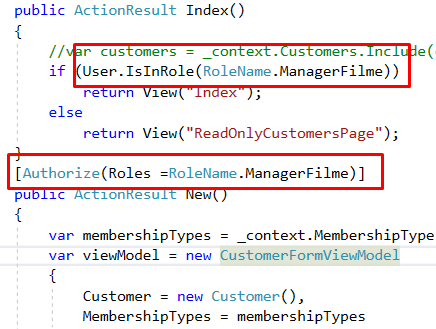 public ActionResult Index()
{
//var customers = _context.Customers.Include(
if (User.IsInRole(RoleName.ManagerFilme))
return View("Index");
else
return View("ReadOnlyCustomersPage");
}
[Authorize(Roles =RoleName.ManagerFilme)]
public ActionResult New()
{
var membershipTypes = _context.MembershipType
var viewModel = new CustomerFormViewModel
{
Customer = new Customer(),
MembershipTypes = membershipTypes